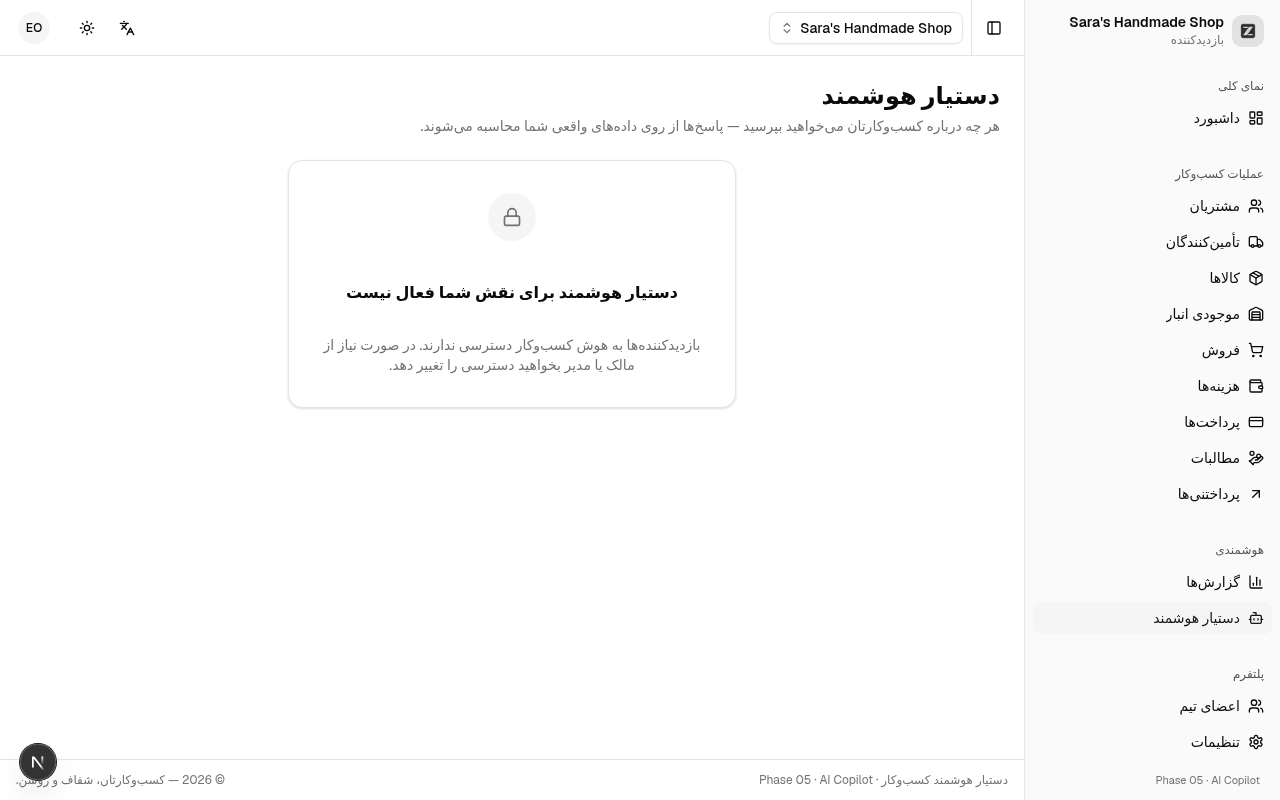 Sara's Handmade Shop
بازدیدکننده
نمای کلی
داشبورد
عملیات کسب‌وکار
مشتریان
تأمین‌کنندگان
کالاها
موجودی انبار
فروش
هزینه‌ها
پرداخت‌ها
مطالبات
پرداختنی‌ها
هوشمندی
گزارش‌ها
دستیار هوشمند
پلتفرم
اعضای تیم
تنظیمات
Phase 05 · AI Copilot
Sara's Handmade Shop
EO
دستیار هوشمند
هر چه درباره کسب‌وکارتان می‌خواهید بپرسید — پاسخ‌ها از روی داده‌های واقعی شما محاسبه می‌شوند.
دستیار هوشمند برای نقش شما فعال نیست
بازدیدکننده‌ها به هوش کسب‌وکار دسترسی ندارند. در صورت نیاز از
مالک یا مدیر بخواهید دسترسی را تغییر دهد.
دستیار هوشمند کسب‌وکار · Phase 05 · AI Copilot
© 2026 — کسب‌وکارتان، شفاف و روشن.